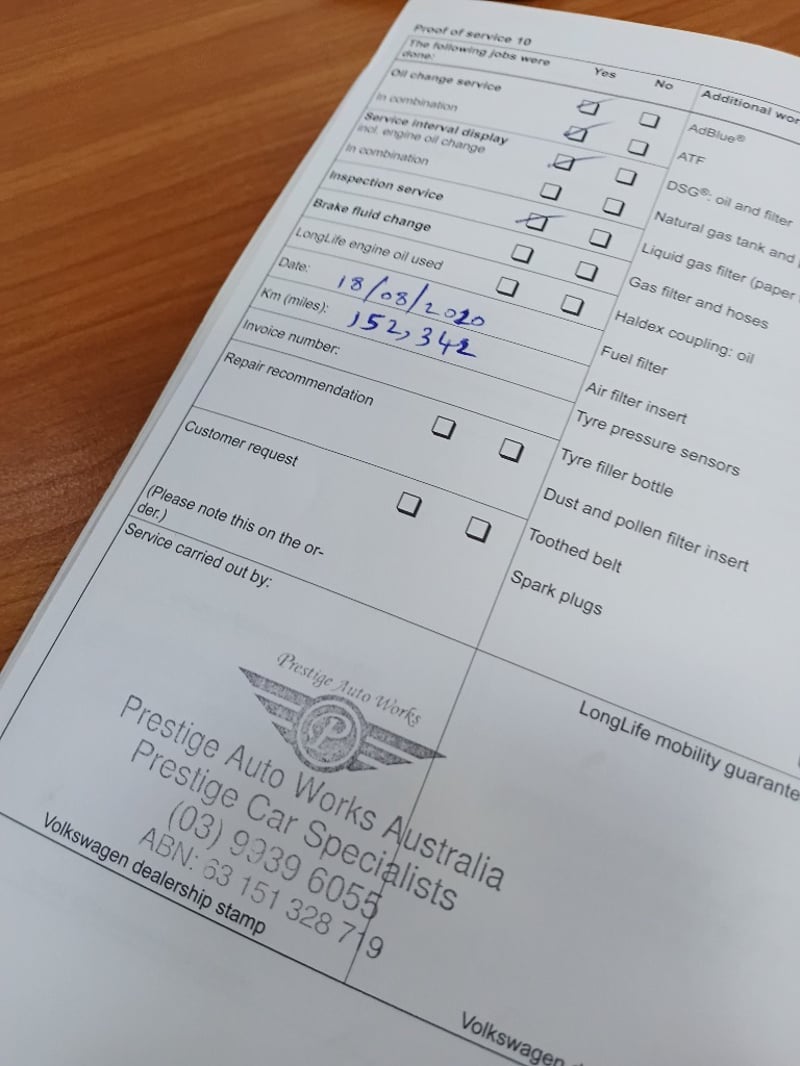 Proof of service 10
The following jobs were
done:
Yes
No
Oil change service
In combination
Service interval display
incl. engine oil change
In combination
Inspection service
Brake fluid change
LongLife engine oil used
Date: 18/08/2020
Km (miles): 152,342
Invoice number:
Repair recommendation
Customer request
(Please note this on the or-
der.)
Service carried out by:
Prestige Auto Works
P
Prestige Auto Works Australia
Prestige Car Specialists
(03) 9939 6055
ABN: 63 151 328 719
Volkswagen dealership stamp
Additional wor
AdBlue®
ATF
DSG®: oil and filter
Natural gas tank and
Liquid gas filter (paper
Gas filter and hoses
Haldex coupling: oil
Fuel filter
Air filter insert
Tyre pressure sensors
Tyre filler bottle
Dust and pollen filter insert
Toothed belt
Spark plugs
LongLife mobility guarante
Volkswagen